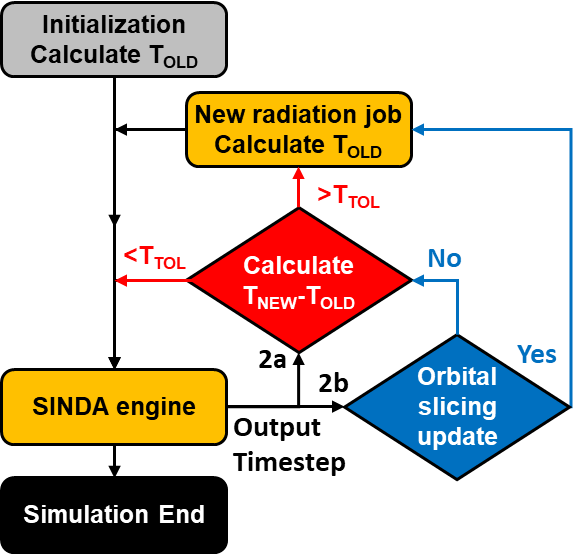 Initialization
Calculate TOLD
New radiation job
Calculate TOLD
>TTOL
<TTOL
Calculate
TNEW-TOLD
No
Yes
2a
2b
Orbital
slicing
update
SINDA engine
Output
Timestep
Simulation End